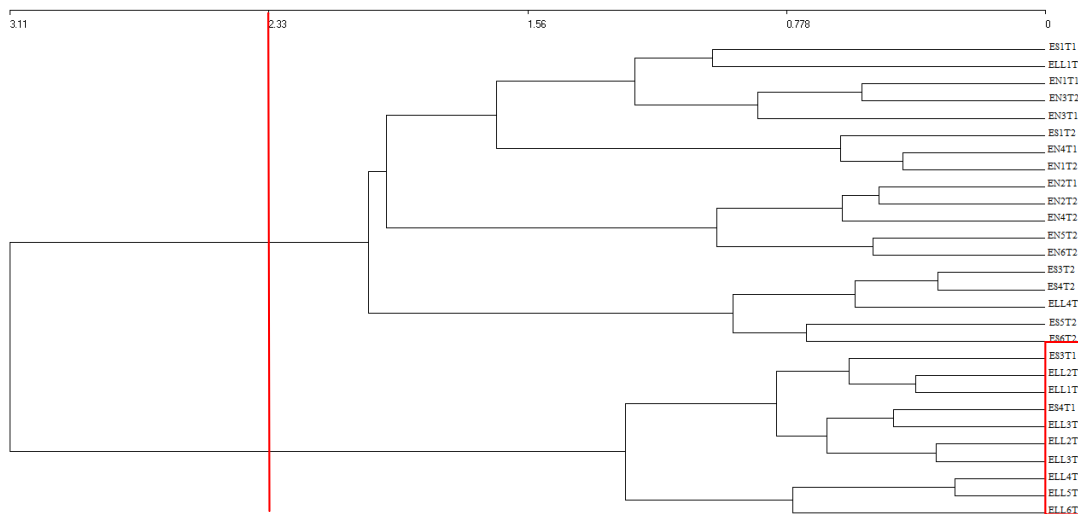 3.11 2.33 1.56 0.778 0
ES1T1
ELL1T
EN1T1
EN3T2
EN3T1
ES1T2
EN4T1
EN1T2
EN2T1
EN2T2
EN4T2
EN5T2
EN6T2
ES3T2
ES4T2
ELL4T
ES5T2
ES6T2
ES3T1
ELL2T
ELL1T
ES4T1
ELL3T
ELL2T
ELL3T
ELL4T
ELL5T
ELL6T